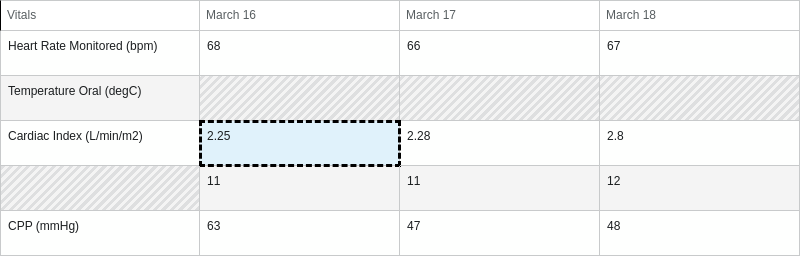 Vitals March 16 March 17 March 18
Heart Rate Monitored (bpm) 68 66 67
Temperature Oral (degC)
Cardiac Index (L/min/m2) 2.25 2.28 2.8
11 11 12
CPP (mmHg) 63 47 48